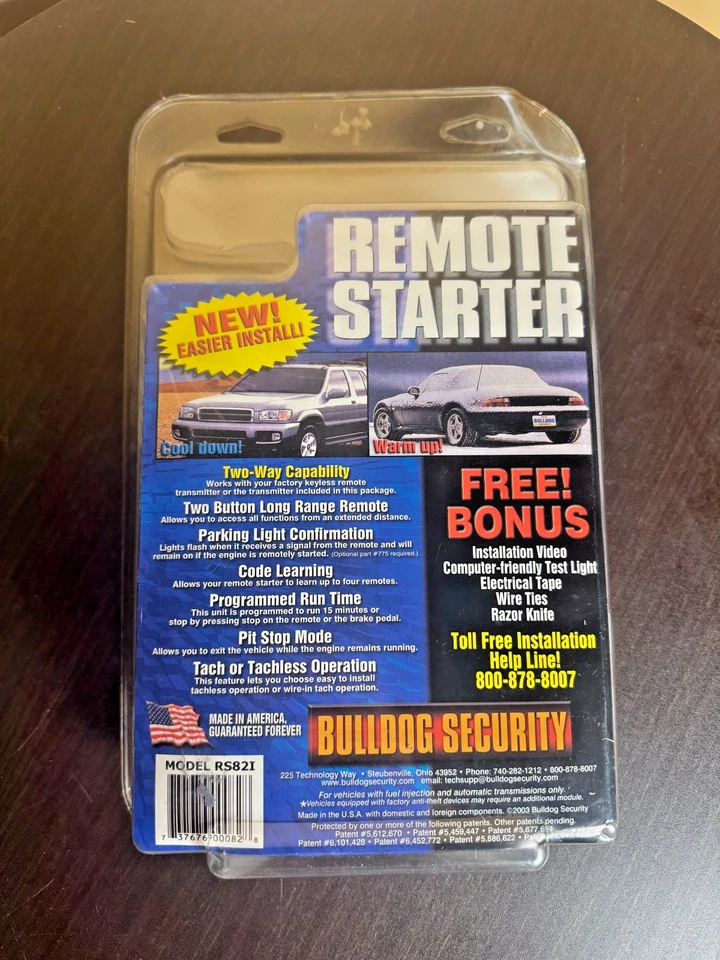 REMOTE
STARTER
NEW!
EASIER INSTALL!
Cool down!
Warm up!
Two-Way Capability
Works with your factory keyless remote
transmitter or the transmitter included in this package.
Two Button Long Range Remote
Allows you to access all functions from an extended distance.
Parking Light Confirmation
Lights flash when it receives a signal from the remote and will
remain on if the engine is remotely started. (Optional part #775 required.)
Code Learning
Allows your remote starter to learn up to four remotes.
Programmed Run Time
This unit is programmed to run 15 minutes or
stop by pressing stop on the remote or the brake pedal.
Pit Stop Mode
Allows you to exit the vehicle while the engine remains running.
Tach or Tachless Operation
This feature lets you choose easy to install
tachless operation or wire-in tach operation.
FREE!
BONUS
Installation Video
Computer-friendly Test Light
Electrical Tape
Wire Ties
Razor Knife
Toll Free Installation
Help Line!
800-878-8007
MADE IN AMERICA,
GUARANTEED FOREVER
BULLDOG SECURITY
MODEL RS82I
7 37676 00082 8
225 Technology Way • Steubenville, Ohio 43952 • Phone: 740-282-1212 • 800-878-8007
www.bulldogsecurity.com email: techsupp@bulldogsecurity.com
For vehicles with fuel injection and automatic transmissions only.
*Vehicles equipped with factory anti-theft devices may require an additional module.
Made in the U.S.A. with domestic and foreign components. ©2003 Bulldog Security
Protected by one or more of the following patents. Other patents pending.
Patent #5,612,670 • Patent #5,459,447 • Patent #5,677,664
Patent #6,101,428 • Patent #6,452,772 • Patent #5,886,622 • Patent